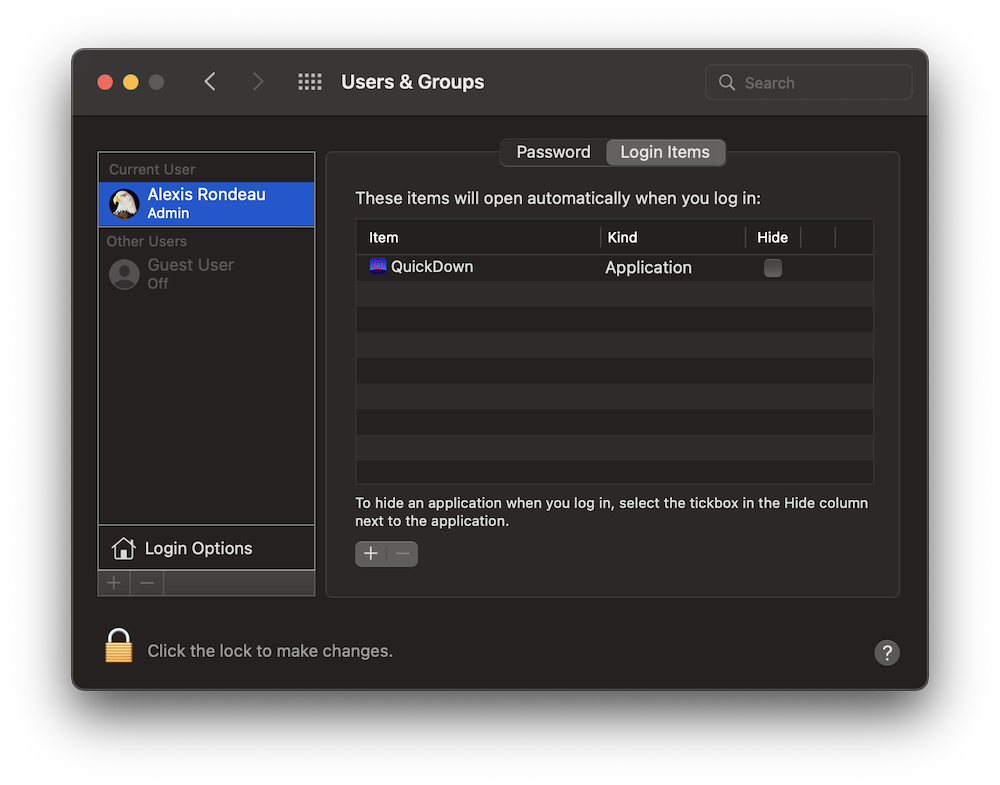 Users & Groups
Search
Current User
Alexis Rondeau
Admin
Other Users
Guest User
Off
Login Options
Password
Login Items
These items will open automatically when you log in:
Item Kind Hide
QuickDown Application
To hide an application when you log in, select the tickbox in the Hide column
next to the application.
Click the lock to make changes.
?